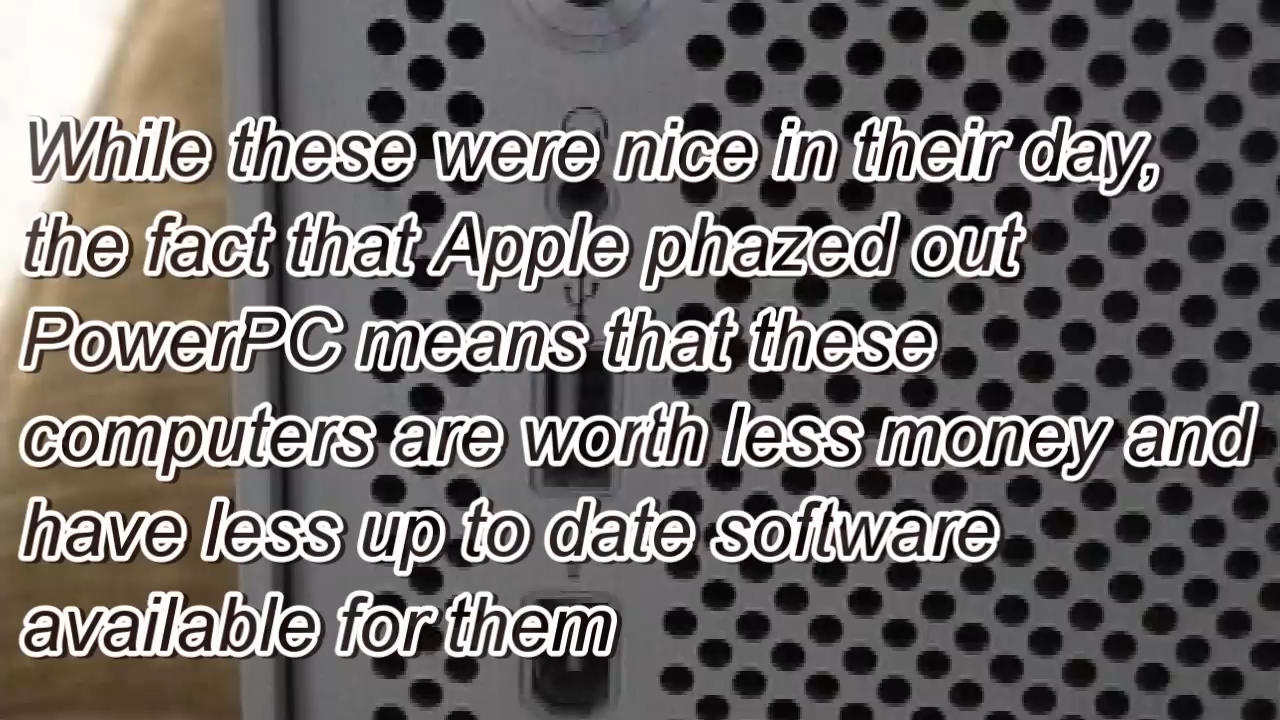 While these were nice in their day,
the fact that Apple phazed out
PowerPC means that these
computers are worth less money and
have less up to date software
available for them